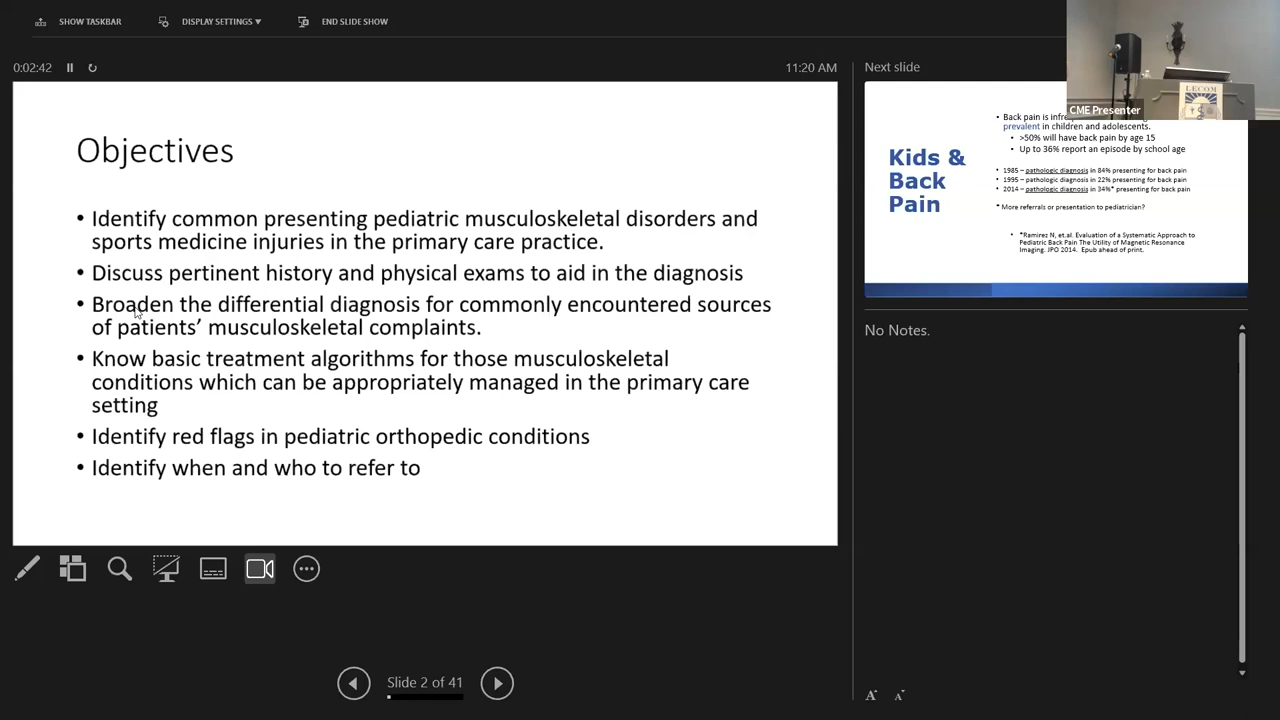 SHOW TASKBAR
DISPLAY SETTINGS ▼
END SLIDE SHOW
0:02:42
11:20 AM
Objectives
• Identify common presenting pediatric musculoskeletal disorders and
sports medicine injuries in the primary care practice.
• Discuss pertinent history and physical exams to aid in the diagnosis
• Broaden the differential diagnosis for commonly encountered sources
of patients’ musculoskeletal complaints.
• Know basic treatment algorithms for those musculoskeletal
conditions which can be appropriately managed in the primary care
setting
• Identify red flags in pediatric orthopedic conditions
• Identify when and who to refer to
Slide 2 of 41
Next slide
LECOM
CME Presenter
Kids &
Back
Pain
• Back pain is
prevalent in children and adolescents.
• >50% will have back pain by age 15
• Up to 36% report an episode by school age
• 1985 – pathologic diagnosis in 84% presenting for back pain
• 1995 - pathologic diagnosis in 22% presenting for back pain
• 2014 – pathologic diagnosis in 34%* presenting for back pain
* More referrals or presentation to pediatrician?
• *Ramirez N, et.al. Evaluation of a Systematic Approach to
Pediatric Back Pain The Utility of Magnetic Resonance
Imaging. JPO 2014. Epub ahead of print.
No Notes.
A A